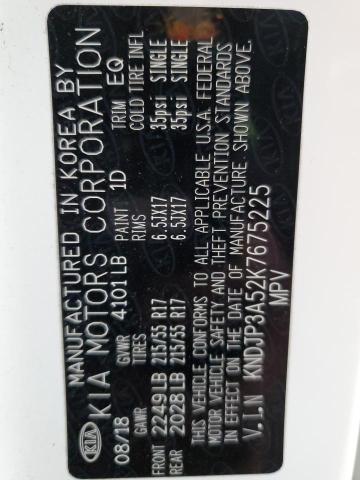 MANUFACTURED IN KOREA BY
KIA KIA MOTORS CORPORATION
08/18 GVWR 4101LB PAINT 1D TRIM EQ
GAWR TIRES RIMS COLD TIRE INFL
FRONT 2249LB 215/55 R17 6.5JX17 35psi SINGLE
REAR 2028LB 215/55 R17 6.5JX17 35psi SINGLE
THIS VEHICLE CONFORMS TO ALL APPLICABLE U.S.A. FEDERAL
MOTOR VEHICLE SAFETY AND THEFT PREVENTION STANDARDS
IN EFFECT ON THE DATE OF MANUFACTURE SHOWN ABOVE.
V.I.N KNDJP3A52K7675225
MPV